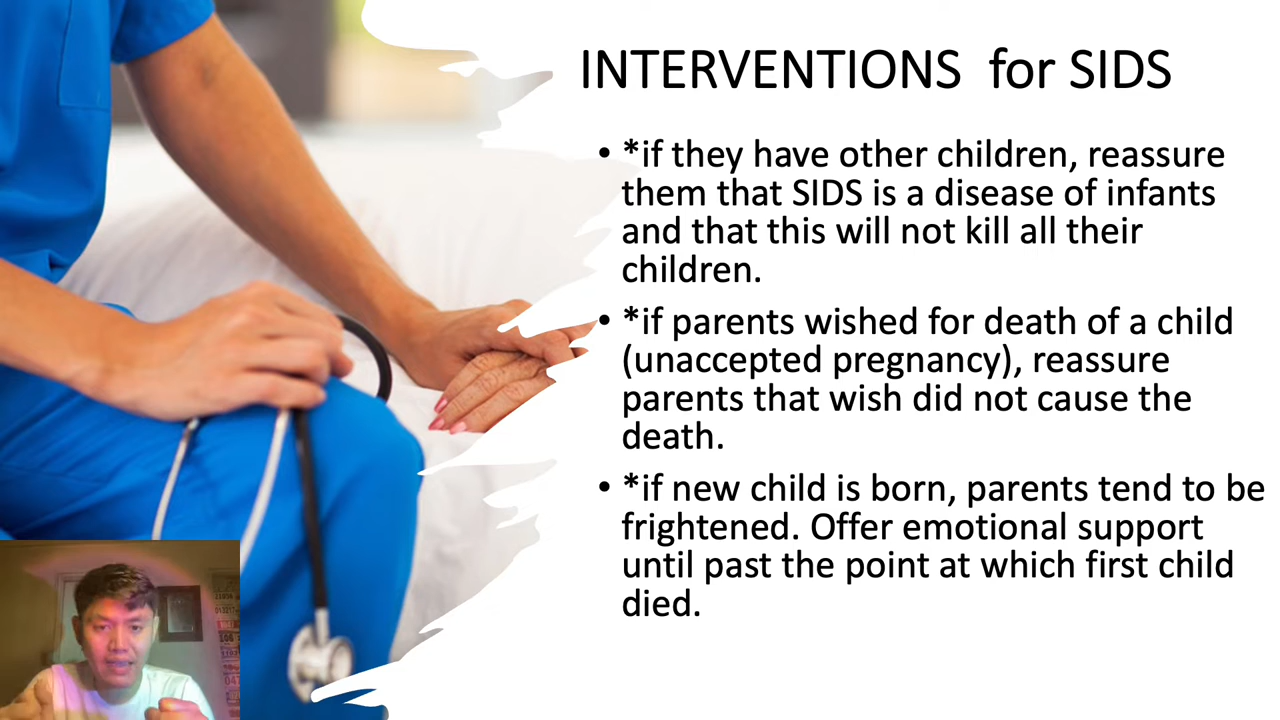 INTERVENTIONS for SIDS
• *if they have other children, reassure
them that SIDS is a disease of infants
and that this will not kill all their
children.
• *if parents wished for death of a child
(unaccepted pregnancy), reassure
parents that wish did not cause the
death.
• *if new child is born, parents tend to be
frightened. Offer emotional support
until past the point at which first child
died.